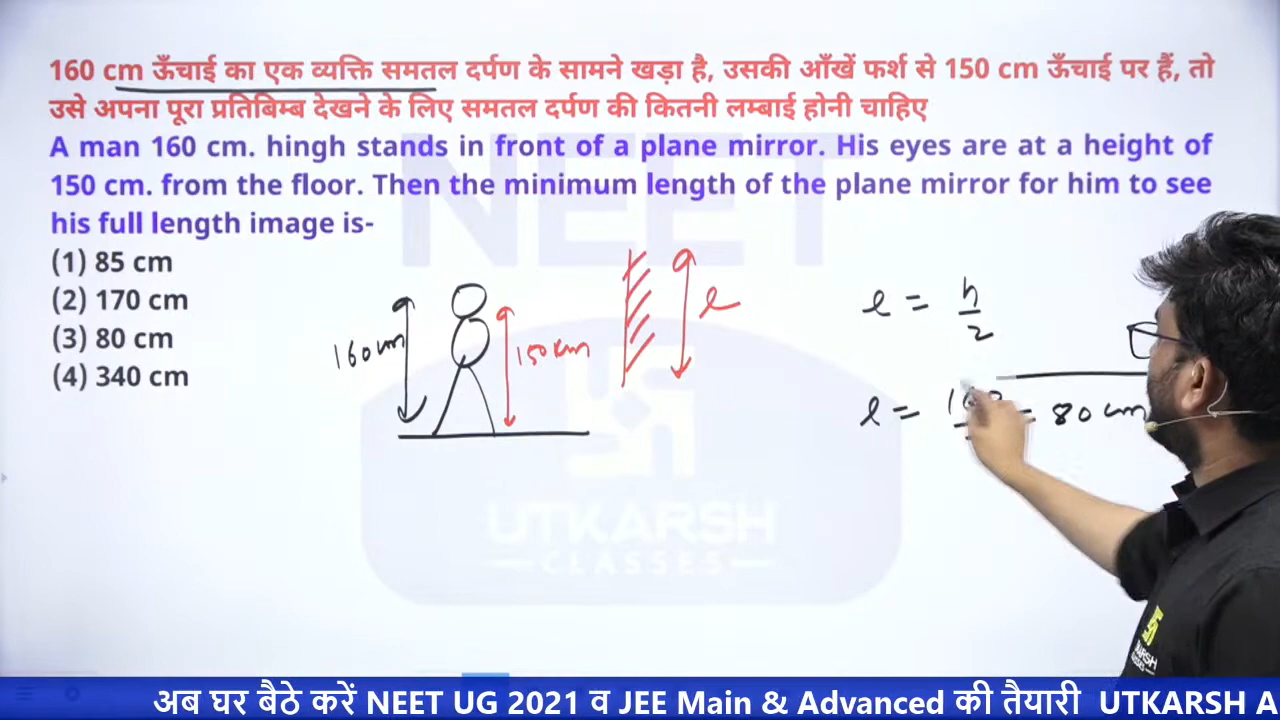 160 cm ऊँचाई का एक व्यक्ति समतल दर्पण के सामने खड़ा है, उसकी आँखें फर्श से 150 cm ऊँचाई पर हैं, तो
उसे अपना पूरा प्रतिबिम्ब देखने के लिए समतल दर्पण की कितनी लम्बाई होनी चाहिए
A man 160 cm. hingh stands in front of a plane mirror. His eyes are at a height of
150 cm. from the floor. Then the minimum length of the plane mirror for him to see
his full length image is-
(1) 85 cm
(2) 170 cm
(3) 80 cm
(4) 340 cm
160cm
150cm
l
l = h/2
l = = 80 cm
NEET
UTKARSH
CLASSES
अब घर बैठे करें NEET UG 2021 व JEE Main & Advanced की तैयारी UTKARSH A